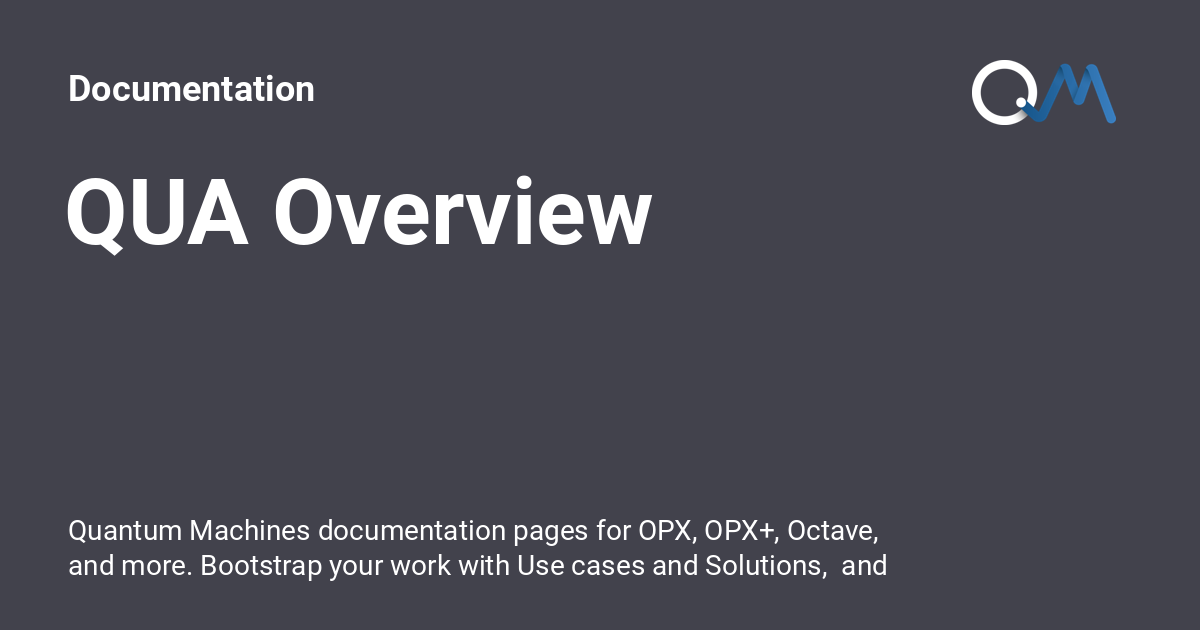 Documentation
QM
QUA Overview
Quantum Machines documentation pages for OPX, OPX+, Octave,
and more. Bootstrap your work with Use cases and Solutions,  and